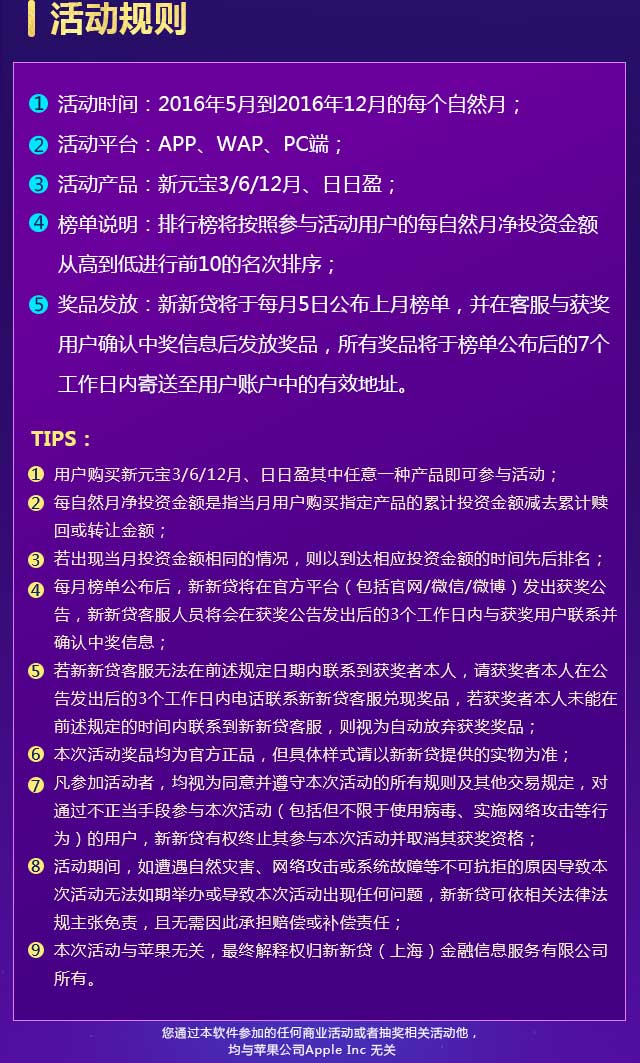 活动规则
1 活动时间：2016年5月到2016年12月的每个自然月；
2 活动平台：APP、WAP、PC端；
3 活动产品：新元宝3/6/12月、日日盈；
4 榜单说明：排行榜将按照参与活动用户的每自然月净投资金额
从高到低进行前10的名次排序；
5 奖品发放：新新贷将于每月5日公布上月榜单，并在客服与获奖
用户确认中奖信息后发放奖品，所有奖品将于榜单公布后的7个
工作日内寄送至用户账户中的有效地址。
TIPS：
1 用户购买新元宝3/6/12月、日日盈其中任意一种产品即可参与活动；
2 每自然月净投资金额是指当月用户购买指定产品的累计投资金额减去累计赎
回或转让金额；
3 若出现当月投资金额相同的情况，则以到达相应投资金额的时间先后排名；
4 每月榜单公布后，新新贷将在官方平台（包括官网/微信/微博）发出获奖公
告，新新贷客服人员将会在获奖公告发出后的3个工作日内与获奖用户联系并
确认中奖信息；
5 若新新贷客服无法在前述规定日期内联系到获奖者本人，请获奖者本人在公
告发出后的3个工作日内电话联系新新贷客服兑现奖品，若获奖者本人未能在
前述规定的时间内联系到新新贷客服，则视为自动放弃获奖奖品；
6 本次活动奖品均为官方正品，但具体样式请以新新贷提供的实物为准；
7 凡参加活动者，均视为同意并遵守本次活动的所有规则及其他交易规定，对
通过不正当手段参与本次活动（包括但不限于使用病毒、实施网络攻击等行
为）的用户，新新贷有权终止其参与本次活动并取消其获奖资格；
8 活动期间，如遭遇自然灾害、网络攻击或系统故障等不可抗拒的原因导致本
次活动无法如期举办或导致本次活动出现任何问题，新新贷可依相关法律法
规主张免责，且无需因此承担赔偿或补偿责任；
9 本次活动与苹果无关，最终解释权归新新贷（上海）金融信息服务有限公司
所有。
您通过本软件参加的任何商业活动或者抽奖相关活动他，
均与苹果公司Apple Inc 无关